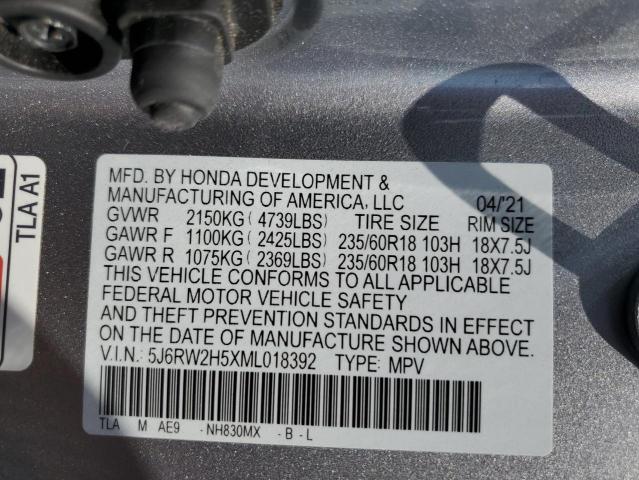 TLA A1
MFD. BY HONDA DEVELOPMENT &
MANUFACTURING OF AMERICA, LLC 04/'21
GVWR 2150KG ( 4739LBS) TIRE SIZE RIM SIZE
GAWR F 1100KG ( 2425LBS) 235/60R18 103H 18X7.5J
GAWR R 1075KG ( 2369LBS) 235/60R18 103H 18X7.5J
THIS VEHICLE CONFORMS TO ALL APPLICABLE
FEDERAL MOTOR VEHICLE SAFETY
AND THEFT PREVENTION STANDARDS IN EFFECT
ON THE DATE OF MANUFACTURE SHOWN ABOVE.
V.I.N.: 5J6RW2H5XML018392 TYPE: MPV
TLA M AE9 - NH830MX - B - L